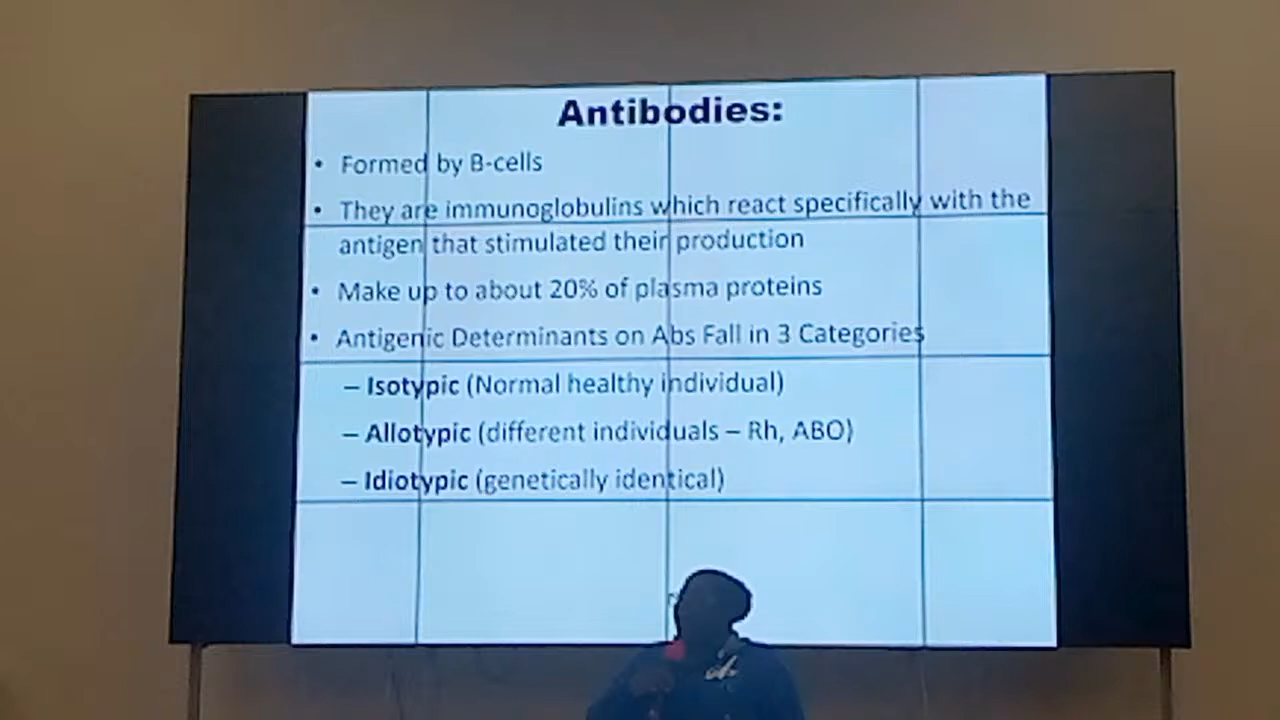 Antibodies:
• Formed by B-cells
• They are immunoglobulins which react specifically with the
antigen that stimulated their production
• Make up to about 20% of plasma proteins
• Antigenic Determinants on Abs Fall in 3 Categories
– Isotypic (Normal healthy individual)
– Allotypic (different individuals – Rh, ABO)
– Idiotypic (genetically identical)